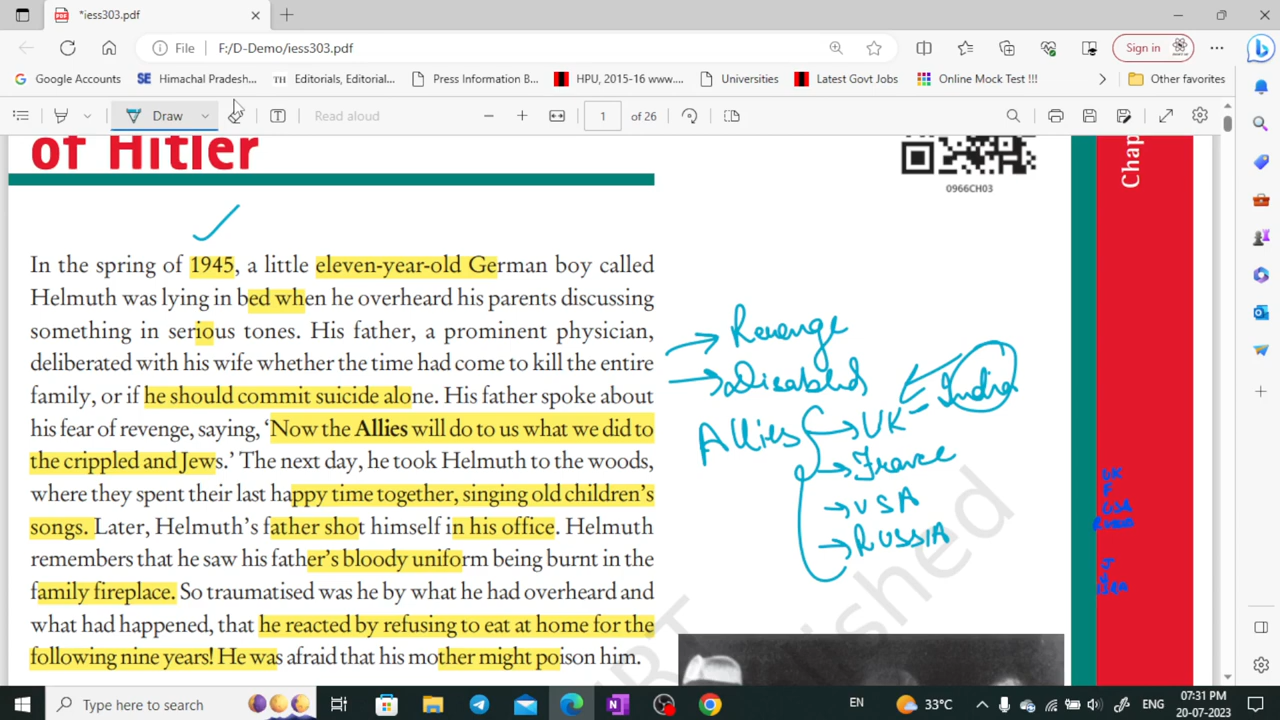 *iess303.pdf
File F:/D-Demo/iess303.pdf Sign in
Google Accounts SE Himachal Pradesh... TH Editorials, Editorial... Press Information B... HPU, 2015-16 www.... Universities Latest Govt Jobs Online Mock Test !!! Other favorites
Draw Read aloud 1 of 26
of Hitler
0966CH03
Chap
In the spring of 1945, a little eleven-year-old German boy called
Helmuth was lying in bed when he overheard his parents discussing
something in serious tones. His father, a prominent physician,
deliberated with his wife whether the time had come to kill the entire
family, or if he should commit suicide alone. His father spoke about
his fear of revenge, saying, ‘Now the Allies will do to us what we did to
the crippled and Jews.’ The next day, he took Helmuth to the woods,
where they spent their last happy time together, singing old children’s
songs. Later, Helmuth’s father shot himself in his office. Helmuth
remembers that he saw his father’s bloody uniform being burnt in the
family fireplace. So traumatised was he by what he had overheard and
what had happened, that he reacted by refusing to eat at home for the
following nine years! He was afraid that his mother might poison him.
Revenge
Disabled
India
Allies UK
France
USA
RUSSIA
UK
F
USA
Russia
J
Type here to search
EN 33°C ENG 07:31 PM
20-07-2023